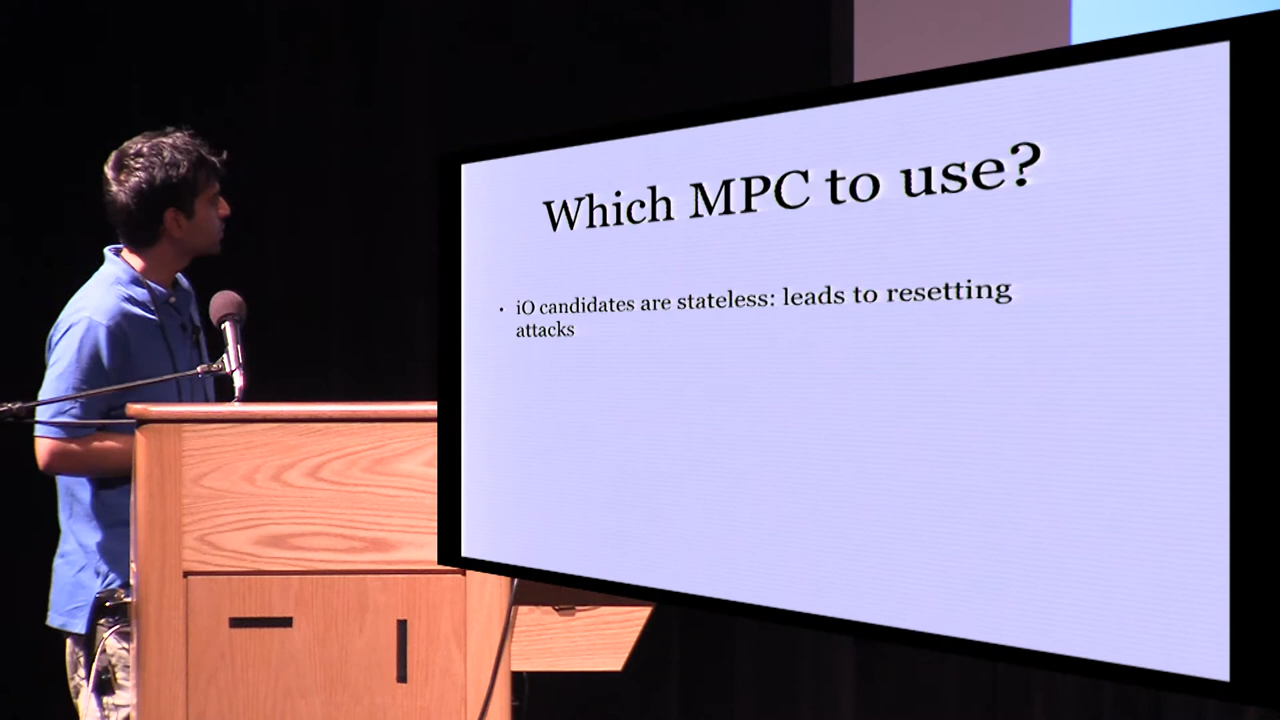 Which MPC to use?
• iO candidates are stateless: leads to resetting
attacks